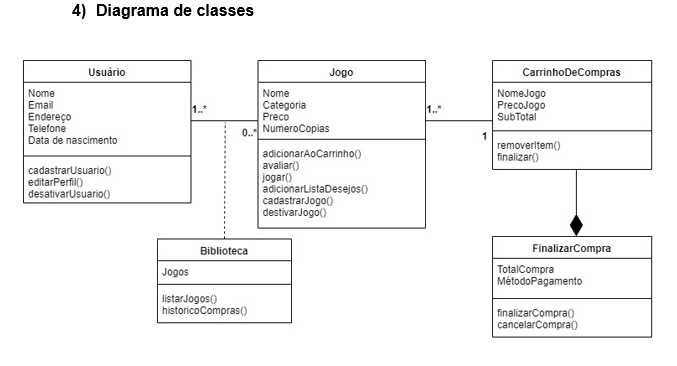 4) Diagrama de classes
Usuário
Nome
Email
Endereço
Telefone
Data de nascimento
cadastrarUsuario()
editarPerfil()
desativarUsuario()
1..*
0..*
Jogo
Nome
Categoria
Preco
NumeroCopias
adicionarAoCarrinho()
avaliar()
jogar()
adicionarListaDesejos()
cadastrarJogo()
destivarJogo()
1..*
1
CarrinhoDeCompras
NomeJogo
PrecoJogo
SubTotal
removerItem()
finalizar()
Biblioteca
Jogos
listarJogos()
historicoCompras()
FinalizarCompra
TotalCompra
MétodoPagamento
finalizarCompra()
cancelarCompra()